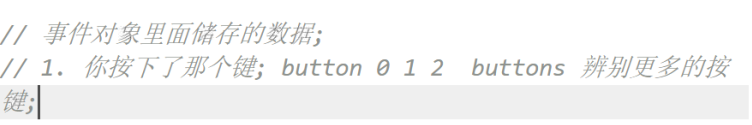 // 事件对象里面储存的数据;
// 1. 你按下了那个键; button 0 1 2  buttons 辨别更多的按
键;